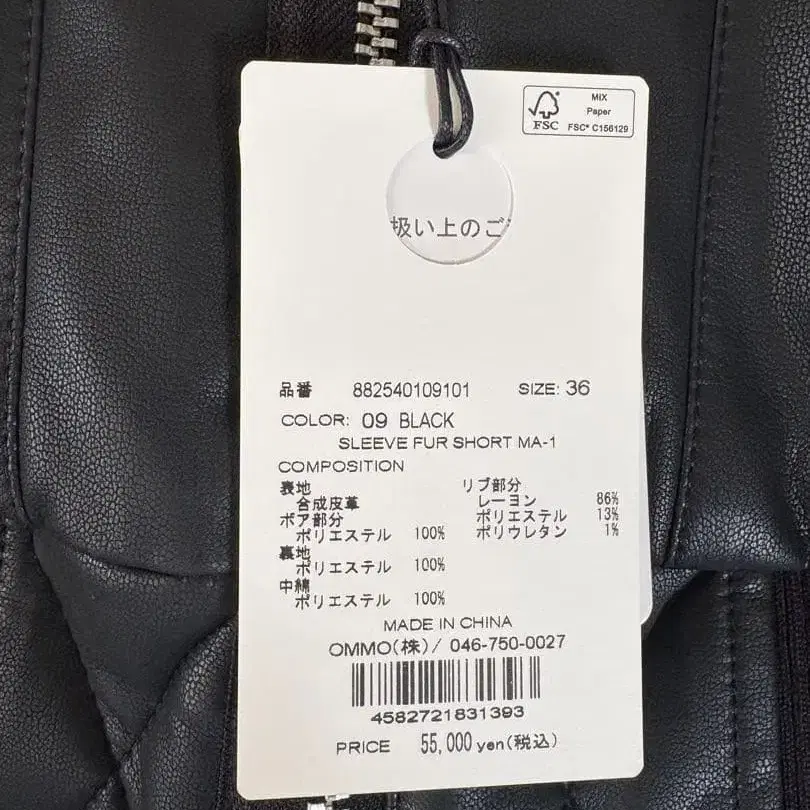 MIX
Paper
FSC
FSC® C156129
扱い上のご
品番 882540109101 SIZE: 36
COLOR: 09 BLACK
SLEEVE FUR SHORT MA-1
COMPOSITION
表地
合成皮革
ボア部分
ポリエステル 100%
裏地
ポリエステル 100%
中綿
ポリエステル 100%
リブ部分
レーヨン 86%
ポリエステル 13%
ポリウレタン 1%
MADE IN CHINA
OMMO(株)/ 046-750-0027
4582721831393
PRICE 55,000 yen(税込)